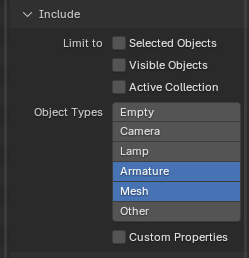 Include
Limit to Selected Objects
Visible Objects
Active Collection
Object Types Empty
Camera
Lamp
Armature
Mesh
Other
Custom Properties